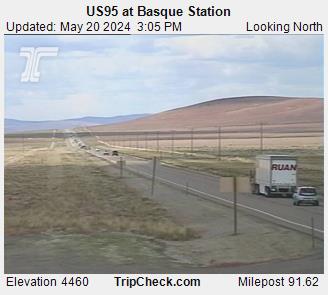 US95 at Basque Station
Updated: May 20 2024 3:05 PM Looking North
RUAN
Elevation 4460 TripCheck.com Milepost 91.62